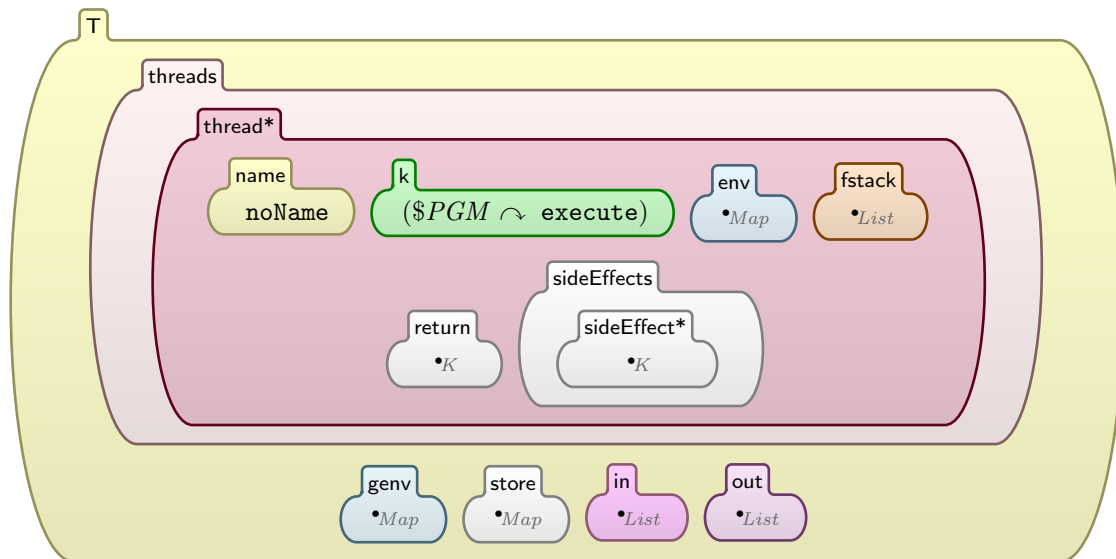 T
threads
thread*
name k env fstack
noName ($PGM ↷ execute) •Map •List
sideEffects
return sideEffect*
•K •K
genv store in out
•Map •Map •List •List